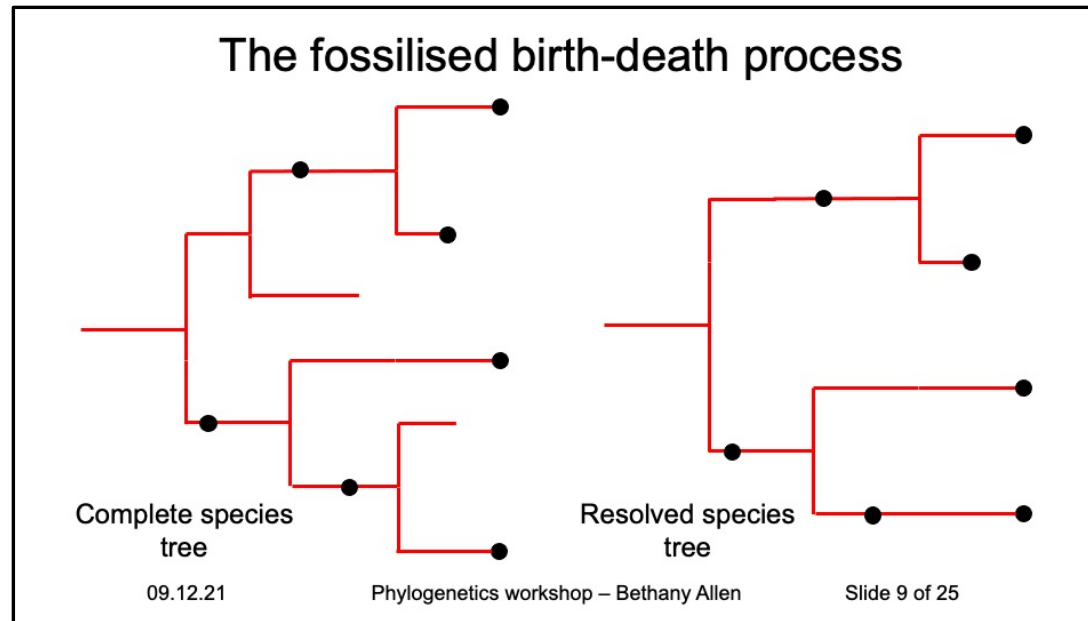 The fossilised birth-death process
Complete species
tree
Resolved species
tree
09.12.21
Phylogenetics workshop – Bethany Allen
Slide 9 of 25